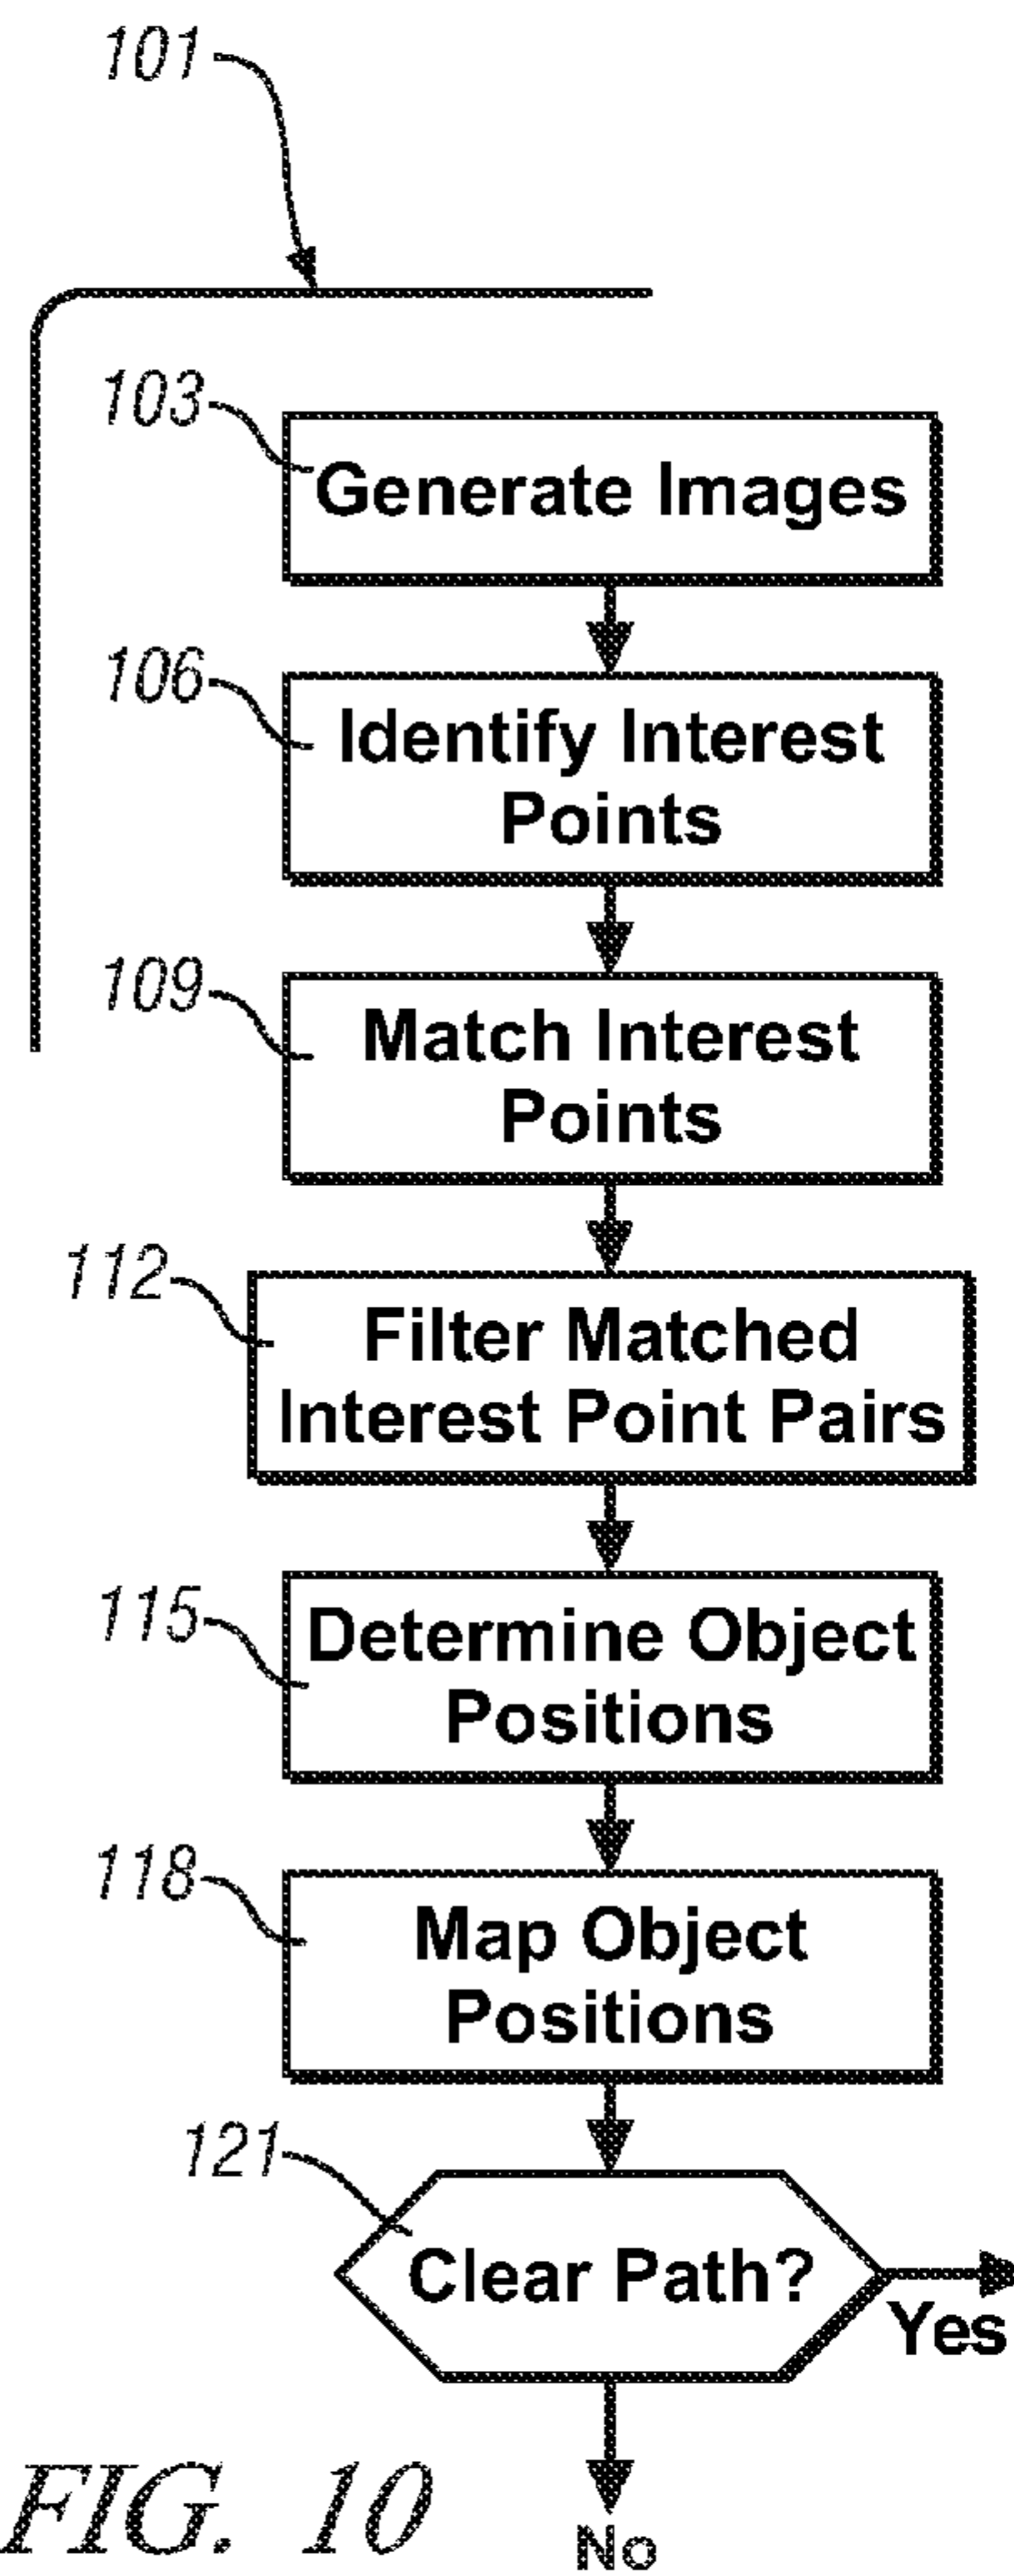 101
103
Generate Images
106
Identify Interest
Points
109
Match Interest
Points
112
Filter Matched
Interest Point Pairs
115
Determine Object
Positions
118
Map Object
Positions
121
Clear Path?
Yes
No
FIG. 10